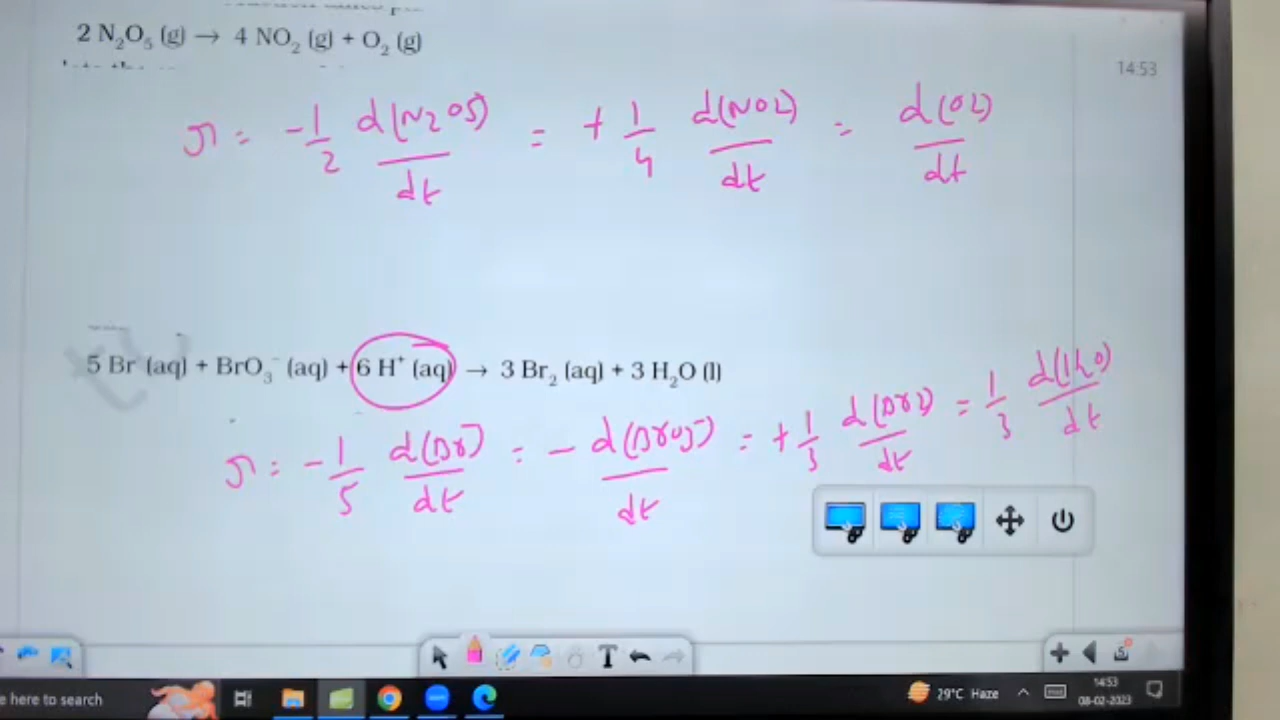 2 N₂O₅ (g) → 4 NO₂ (g) + O₂ (g)
14:53
r = -1/2 d(N2O5)/dt = +1/4 d(NO2)/dt = d(O2)/dt
5 Br (aq) + BrO₃⁻ (aq) + 6 H⁺ (aq) → 3 Br₂ (aq) + 3 H₂O (l)
r = -1/5 d(Br⁻)/dt = - d(BrO3⁻)/dt = +1/3 d(Br2)/dt = 1/3 d(H2O)/dt
T
5
e here to search
29°C Haze
14:53
08-02-2023